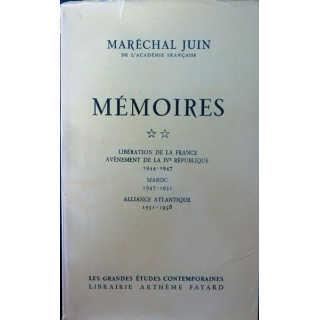 MARÉCHAL JUIN
DE L'ACADÉMIE FRANÇAISE
MÉMOIRES
☆ ☆
LIBÉRATION DE LA FRANCE
AVÈNEMENT DE LA IVe RÉPUBLIQUE
1944-1947
MAROC
1947-1951
ALLIANCE ATLANTIQUE
1951-1958
LES GRANDES ÉTUDES CONTEMPORAINES
LIBRAIRIE ARTHÈME FAYARD